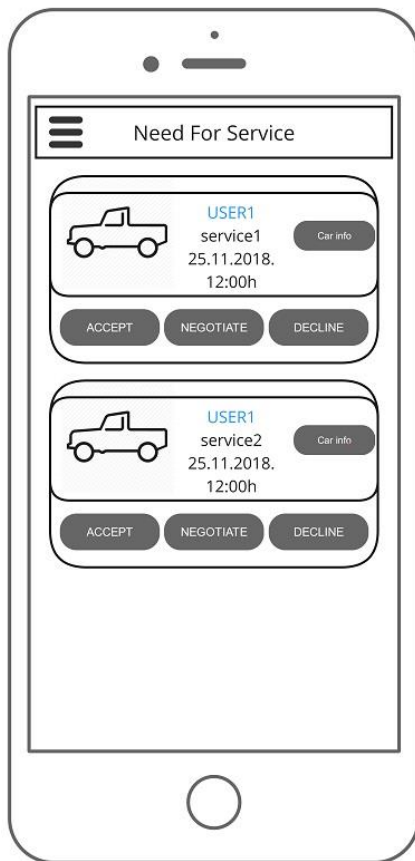 Need For Service
USER1
service1
25.11.2018.
12:00h
Car info
ACCEPT NEGOTIATE DECLINE
USER1
service2
25.11.2018.
12:00h
Car info
ACCEPT NEGOTIATE DECLINE